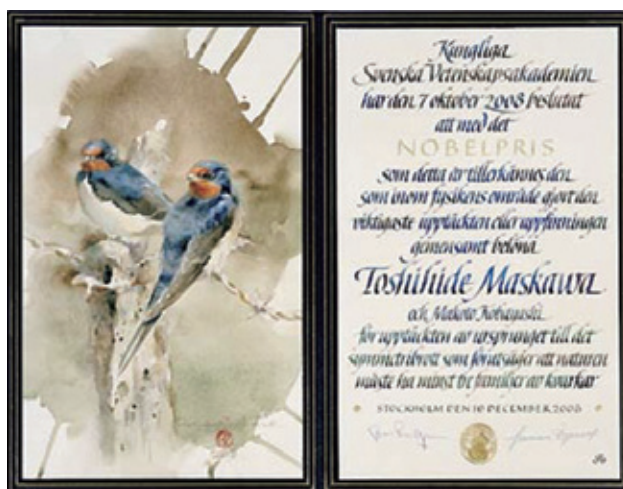 Kungliga
Svenska Vetenskapsakademien
har den 7 oktober 2008 beslutat
att med det
NOBELPRIS
som detta år tillerkännes den
som inom fysikens område gjort den
viktigaste upptäckten eller uppfinningen
gemensamt belöna
Toshihide Maskawa
och Makoto Kobayashi
för upptäckten av ursprunget till det
symmetribrott som förutsäger att naturen
måste ha minst tre familjer av kvarkar
STOCKHOLM DEN 10 DECEMBER 2008